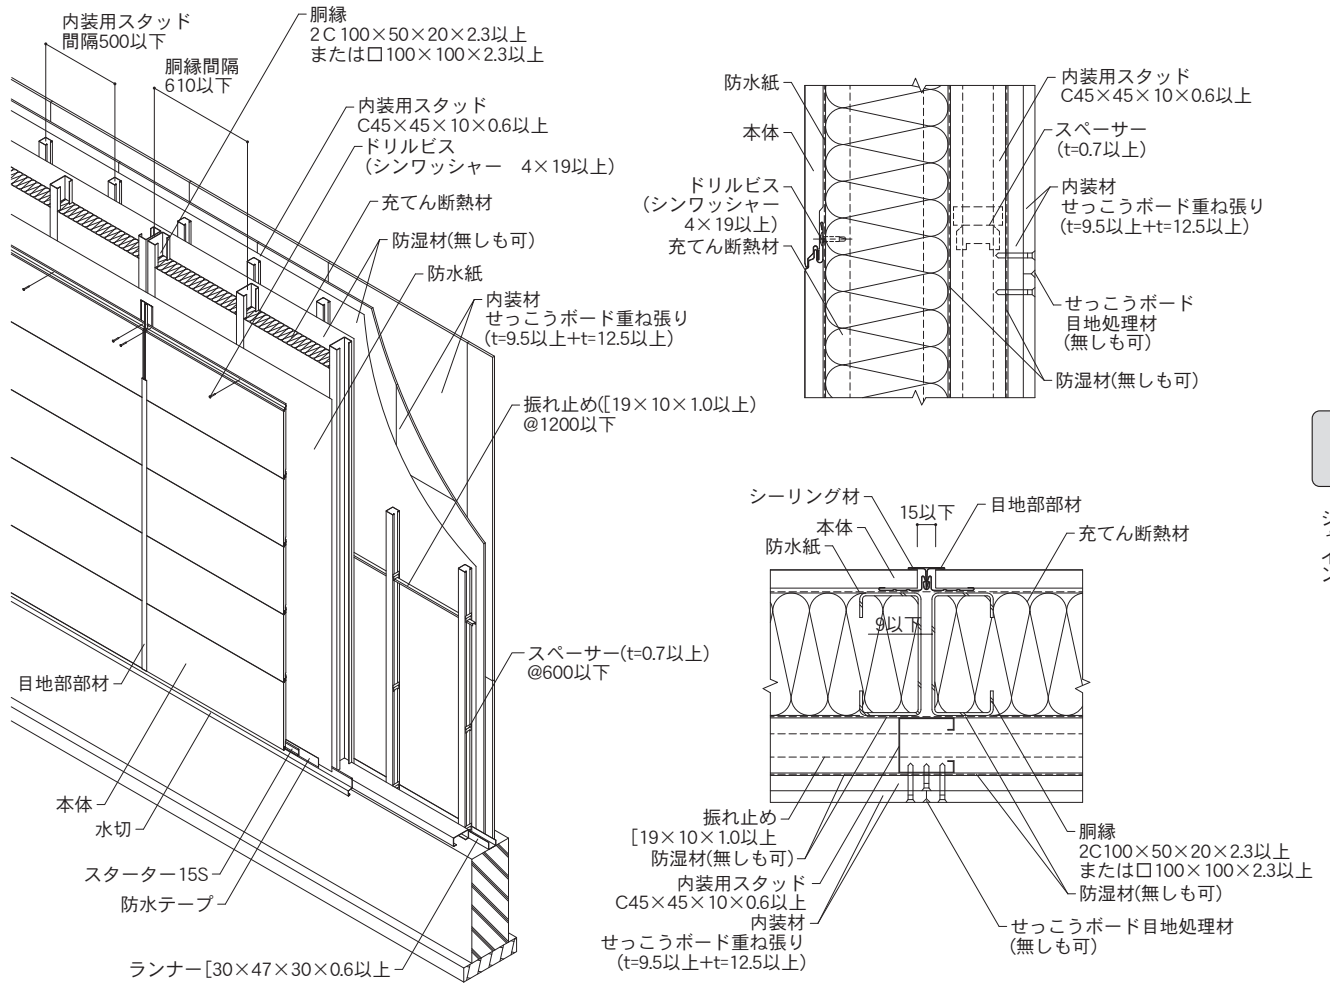 内装用スタッド
間隔500以下
胴縁
2C100×50×20×2.3以上
または□100×100×2.3以上
胴縁間隔
610以下
内装用スタッド
C45×45×10×0.6以上
ドリルビス
(シンワッシャー 4×19以上)
充てん断熱材
防湿材(無しも可)
防水紙
内装材
せっこうボード重ね張り
(t=9.5以上+t=12.5以上)
振れ止め([19×10×1.0以上)
@1200以下
スペーサー(t=0.7以上)
@600以下
目地部部材
本体
水切
スターター15S
防水テープ
ランナー[30×47×30×0.6以上
防水紙
本体
ドリルビス
(シンワッシャー
4×19以上)
充てん断熱材
内装用スタッド
C45×45×10×0.6以上
スペーサー
(t=0.7以上)
内装材
せっこうボード重ね張り
(t=9.5以上+t=12.5以上)
せっこうボード
目地処理材
(無しも可)
防湿材(無しも可)
シーリング材
本体
防水紙
15以下
目地部部材
充てん断熱材
9以下
振れ止め
[19×10×1.0以上
防湿材(無しも可)
内装用スタッド
C45×45×10×0.6以上
内装材
せっこうボード重ね張り
(t=9.5以上+t=12.5以上)
胴縁
2C100×50×20×2.3以上
または□100×100×2.3以上
防湿材(無しも可)
せっこうボード目地処理材
(無しも可)